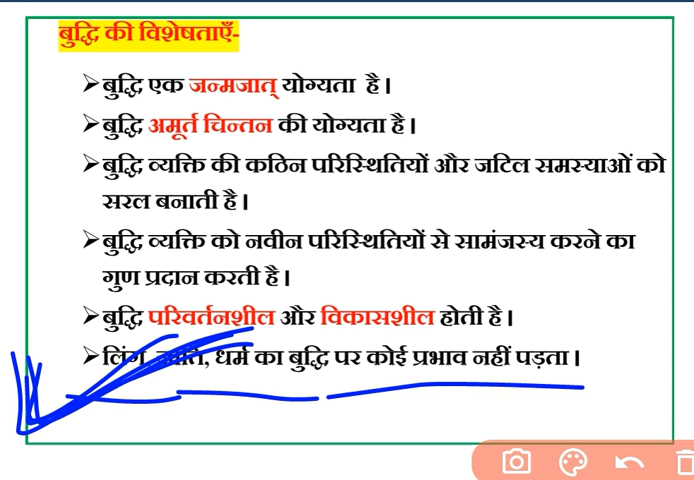 बुद्धि की विशेषताएँ-
➢बुद्धि एक जन्मजात् योग्यता है।
➢बुद्धि अमूर्त चिन्तन की योग्यता है।
➢बुद्धि व्यक्ति की कठिन परिस्थितियों और जटिल समस्याओं को
सरल बनाती है।
➢बुद्धि व्यक्ति को नवीन परिस्थितियों से सामंजस्य करने का
गुण प्रदान करती है।
➢बुद्धि परिवर्तनशील और विकासशील होती है।
➢लिंग, जाति, धर्म का बुद्धि पर कोई प्रभाव नहीं पड़ता।